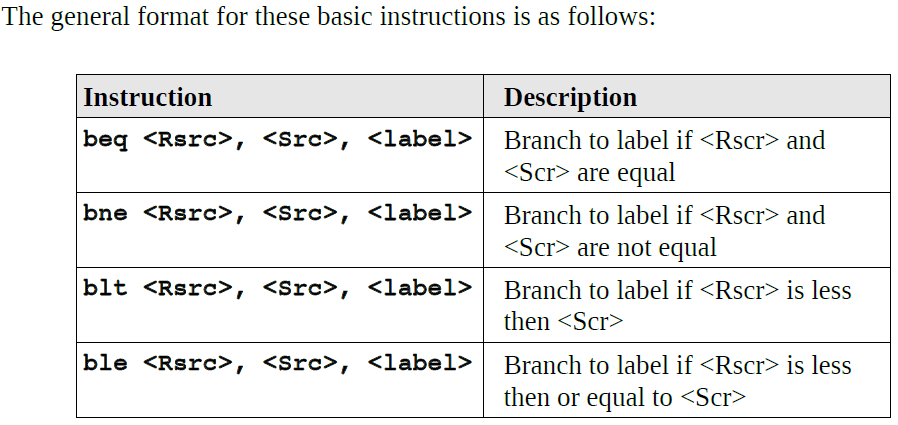 The general format for these basic instructions is as follows:
Instruction Description
beq <Rsrc>, <Src>, <label> Branch to label if <Rscr> and
<Scr> are equal
bne <Rsrc>, <Src>, <label> Branch to label if <Rscr> and
<Scr> are not equal
blt <Rsrc>, <Src>, <label> Branch to label if <Rscr> is less
then <Scr>
ble <Rsrc>, <Src>, <label> Branch to label if <Rscr> is less
then or equal to <Scr>